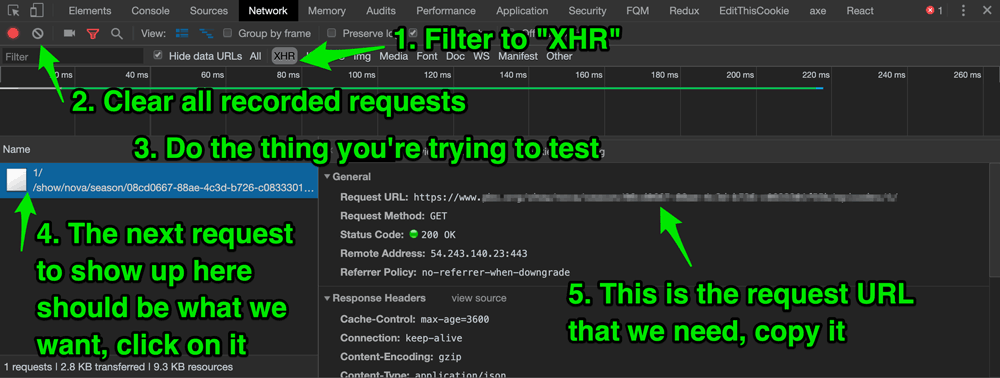 Elements Console Sources Network Memory Audits Performance Application Security FQM Redux EditThisCookie axe React 1
View: Group by frame Preserve lo
1. Filter to "XHR"
Filter Hide data URLs All XHR Img Media Font Doc WS Manifest Other
ms 40 ms 60 ms 80 ms 100 ms 120 ms 140 ms 160 ms 180 ms 200 ms 220 ms 240 ms 260 ms
2. Clear all recorded requests
3. Do the thing you're trying to test
Name
1/
/show/nova/season/08cd0667-88ae-4c3d-b726-c0833301...
General
Request URL: https://www.
Request Method: GET
Status Code: 200 OK
Remote Address: 54.243.140.23:443
Referrer Policy: no-referrer-when-downgrade
4. The next request
to show up here
should be what we
want, click on it
5. This is the request URL
that we need, copy it
Response Headers view source
Cache-Control: max-age=3600
Connection: keep-alive
Content-Encoding: gzip
Content-Type: application/json
1 requests | 2.8 KB transferred | 9.3 KB resources